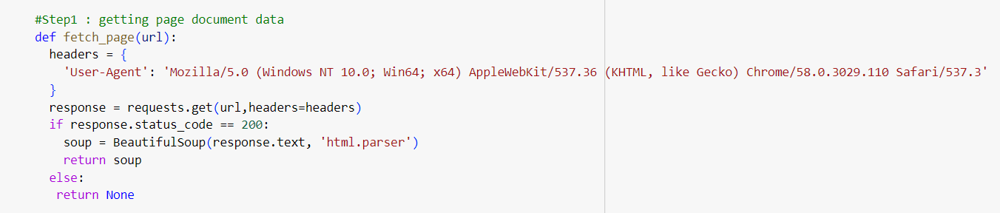 #Step1 : getting page document data
def fetch_page(url):
  headers = {
    'User-Agent': 'Mozilla/5.0 (Windows NT 10.0; Win64; x64) AppleWebKit/537.36 (KHTML, like Gecko) Chrome/58.0.3029.110 Safari/537.3'
  }
  response = requests.get(url,headers=headers)
  if response.status_code == 200:
    soup = BeautifulSoup(response.text, 'html.parser')
    return soup
  else:
   return None